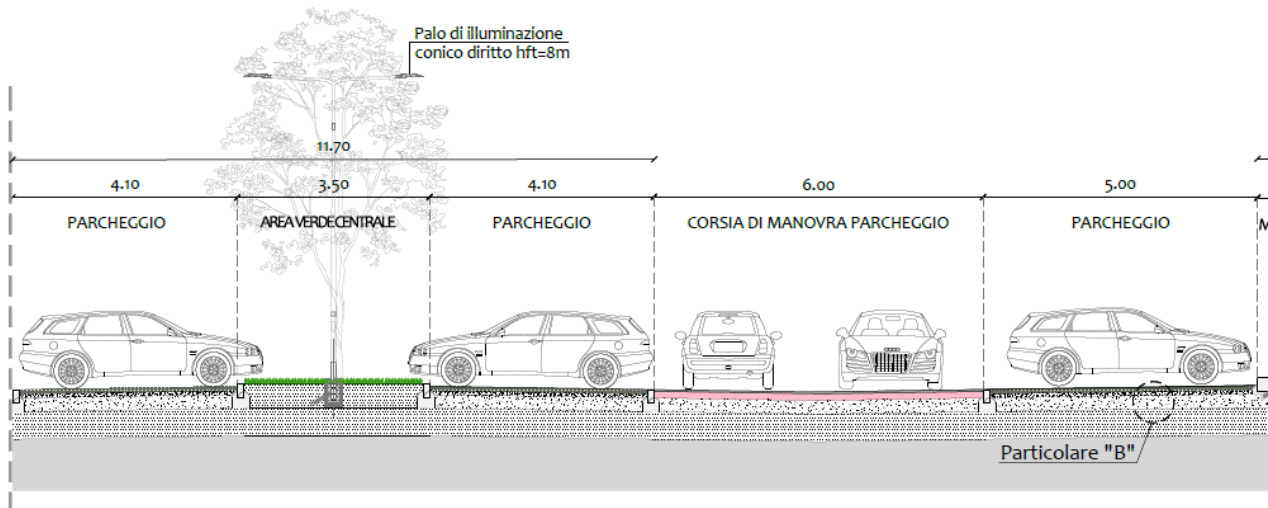 Palo di illuminazione
conico diritto hft=8m
11.70
4.10
3.50
4.10
6.00
5.00
PARCHEGGIO
AREA VERDE CENTRALE
PARCHEGGIO
CORSIA DI MANOVRA PARCHEGGIO
PARCHEGGIO
M
Particolare "B"